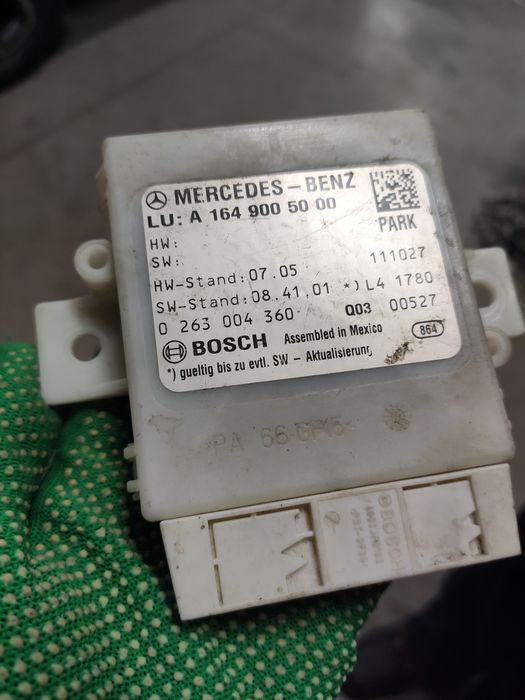 MERCEDES-BENZ
LU: A 164 900 50 00
PARK
HW:
SW:
HW-Stand:07.05 111027
SW-Stand:08.41.01 *) L4 1780
0 263 004 360 Q03 00527
BOSCH Assembled in Mexico 864
*) gueltig bis zu evtl. SW - Aktualisierung
BOSCH